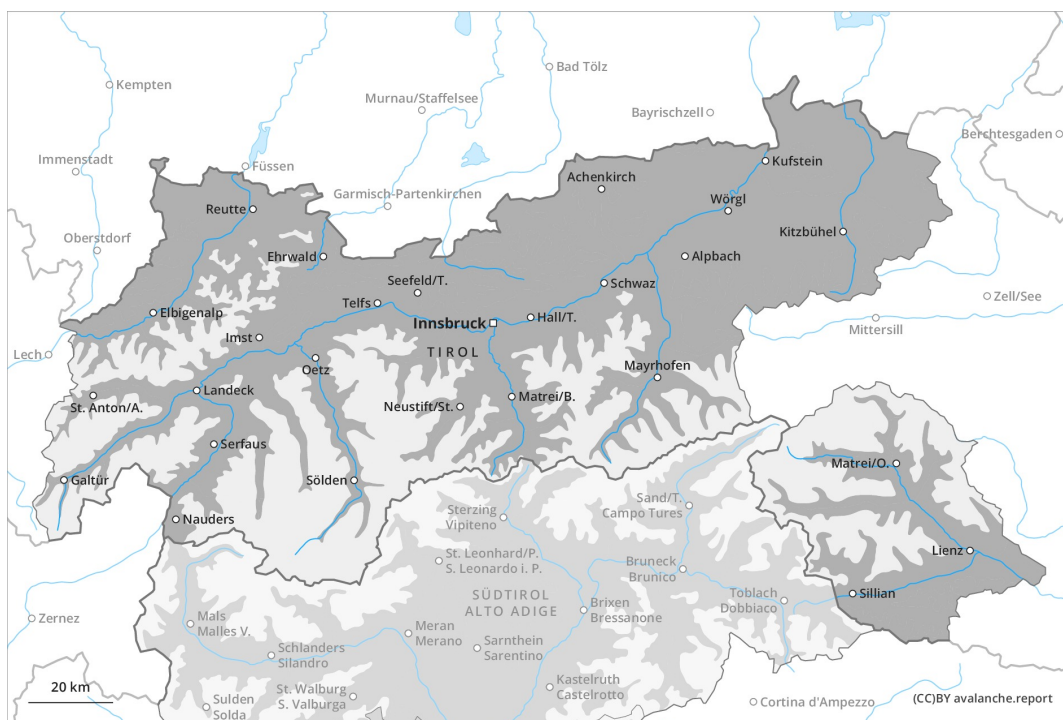 Kempten
Bad Tölz
Murnau/Staffelsee
Bayrischzell
Berchtesgaden
Immenstadt
Füssen
Kufstein
Achenkirch
Garmisch-Partenkirchen
Reutte
Wörgl
Oberstdorf
Kitzbühel
Ehrwald
Alpbach
Seefeld/T.
Schwaz
Zell/See
Telfs
Elbigenalp
Innsbruck
Hall/T.
Mittersill
Imst
Lech
TIROL
Oetz
Mayrhofen
Landeck
St. Anton/A.
Neustift/St.
Matrei/B.
Serfaus
Matrei/O.
Galtür
Sölden
Sand/T.
Campo Tures
Sterzing
Vipiteno
Nauders
Lienz
St. Leonhard/P.
S. Leonardo i. P.
Bruneck
Brunico
SÜDTIROL
ALTO ADIGE
Toblach
Dobbiaco
Sillian
Brixen
Bressanone
Zernez
Mals
Malles V.
Meran
Merano
Sarnthein
Sarentino
Schlanders
Silandro
20 km
St. Walburg
S. Valburga
Kastelruth
Castelrotto
Sulden
Solda
Cortina d'Ampezzo
(CC)BY avalanche.report